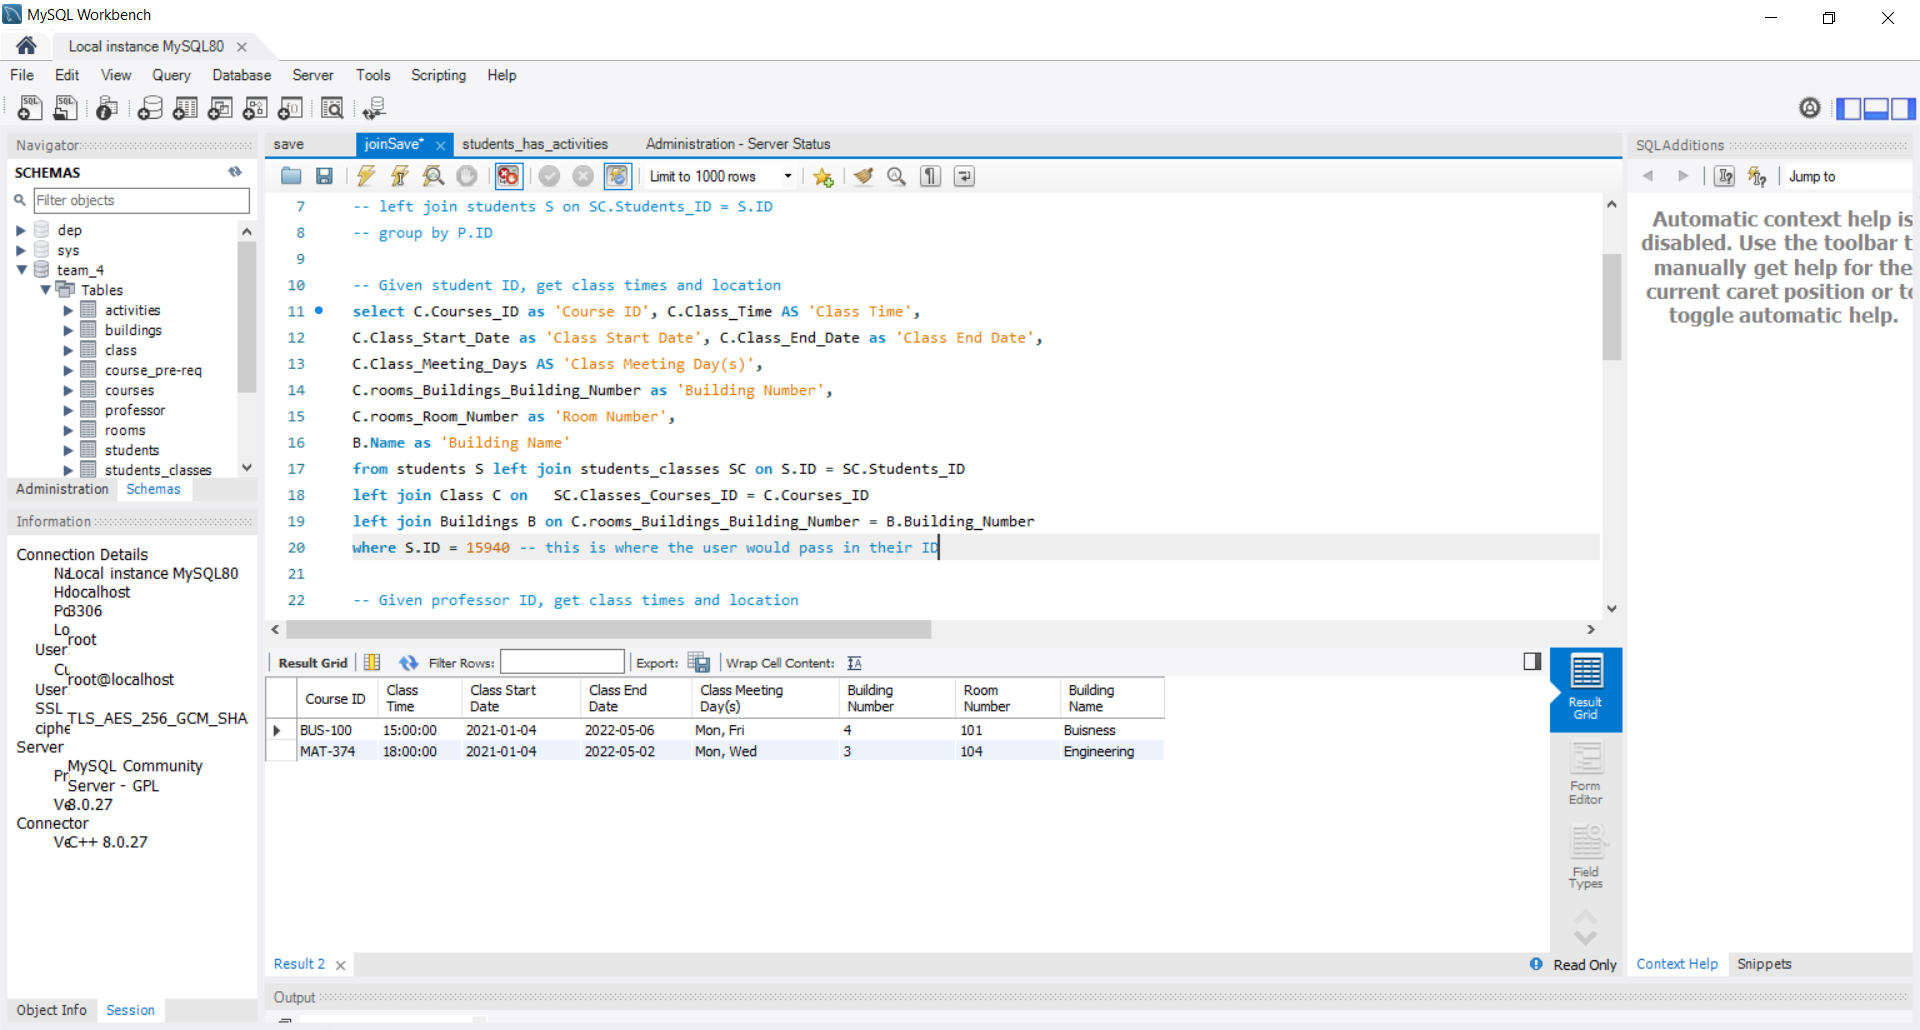 MySQL Workbench
Local instance MySQL80
File Edit View Query Database Server Tools Scripting Help
Navigator
SCHEMAS
Filter objects
dep
sys
team_4
Tables
activities
buildings
class
course_pre-req
courses
professor
rooms
students
students_classes
Administration Schemas
Information
Connection Details
Local instance MySQL80
localhost
3306
root
User
root@localhost
User
SSL
TLS_AES_256_GCM_SHA
Server
MySQL Community
Server - GPL
8.0.27
Connector
C++ 8.0.27
Object Info Session
save joinSave* students_has_activities Administration - Server Status
Limit to 1000 rows
7 -- left join students S on SC.Students_ID = S.ID
8 -- group by P.ID
9
10 -- Given student ID, get class times and location
11 select C.Courses_ID as 'Course ID', C.Class_Time AS 'Class Time',
12 C.Class_Start_Date as 'Class Start Date', C.Class_End_Date as 'Class End Date',
13 C.Class_Meeting_Days AS 'Class Meeting Day(s)',
14 C.rooms_Buildings_Building_Number as 'Building Number',
15 C.rooms_Room_Number as 'Room Number',
16 B.Name as 'Building Name'
17 from students S left join students_classes SC on S.ID = SC.Students_ID
18 left join Class C on SC.Classes_Courses_ID = C.Courses_ID
19 left join Buildings B on C.rooms_Buildings_Building_Number = B.Building_Number
20 where S.ID = 15940 -- this is where the user would pass in their ID
21
22 -- Given professor ID, get class times and location
Result Grid Filter Rows: Export: Wrap Cell Content:
Course ID Class Time Class Start Date Class End Date Class Meeting Day(s) Building Number Room Number Building Name
BUS-100 15:00:00 2021-01-04 2022-05-06 Mon, Fri 4 101 Buisness
MAT-374 18:00:00 2021-01-04 2022-05-02 Mon, Wed 3 104 Engineering
Result Grid
Form Editor
Field Types
Result 2
Read Only
Output
SQLAdditions
Jump to
Automatic context help is
disabled. Use the toolbar t
manually get help for the
current caret position or to
toggle automatic help.
Context Help Snippets